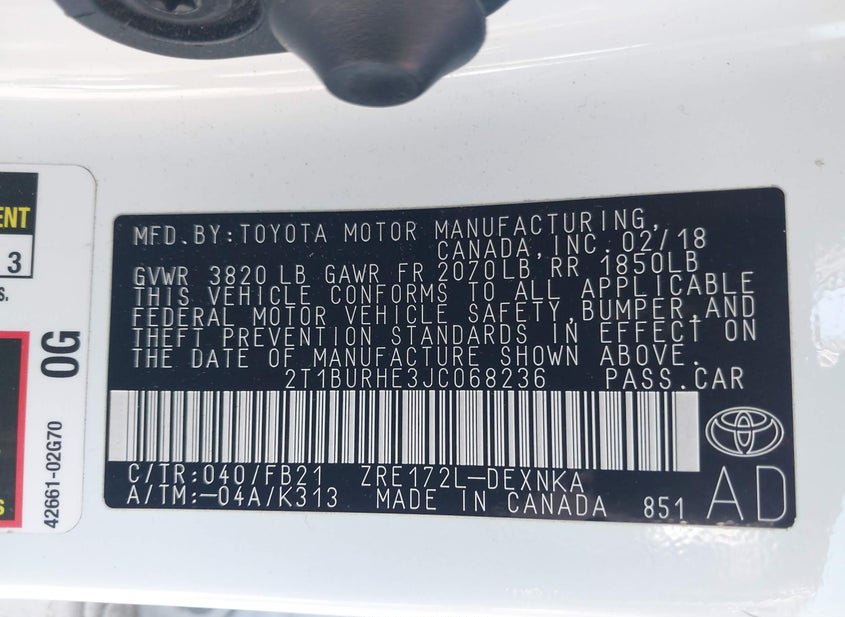 ENT
3
S.
OG
42661-02G70
S
MFD.BY:TOYOTA MOTOR MANUFACTURING,
CANADA,INC.02/18
GVWR 3820 LB GAWR FR 2070LB RR 1850LB
THIS VEHICLE CONFORMS TO ALL APPLICABLE
FEDERAL MOTOR VEHICLE SAFETY,BUMPER,AND
THEFT PREVENTION STANDARDS IN EFFECT ON
THE DATE OF MANUFACTURE SHOWN ABOVE.
2T1BURHE3JC068236 PASS.CAR
C/TR:040/FB21 ZRE172L-DEXNKA
A/TM:-04A/K313 MADE IN CANADA 851 AD